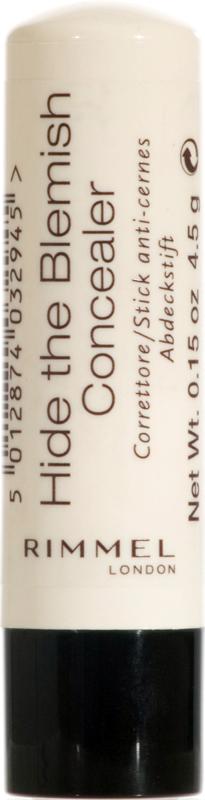 5 012874 032945 >
Hide the Blemish
Concealer
Correttore/Stick anti-cernes
Abdeckstift
Net Wt. 0.15 oz. 4.5 g
RIMMEL
LONDON